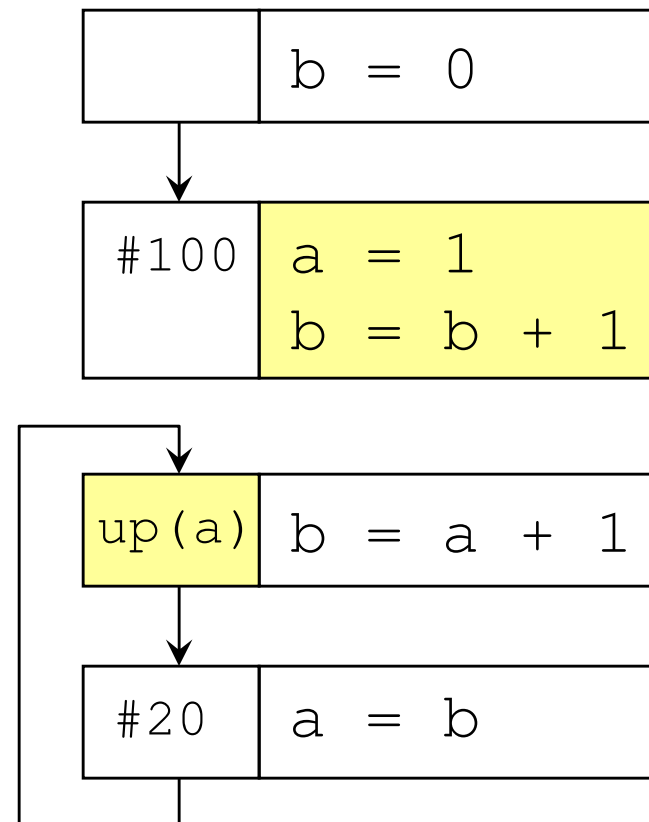 b = 0
#100
a = 1
b = b + 1
up(a)
b = a + 1
#20
a = b